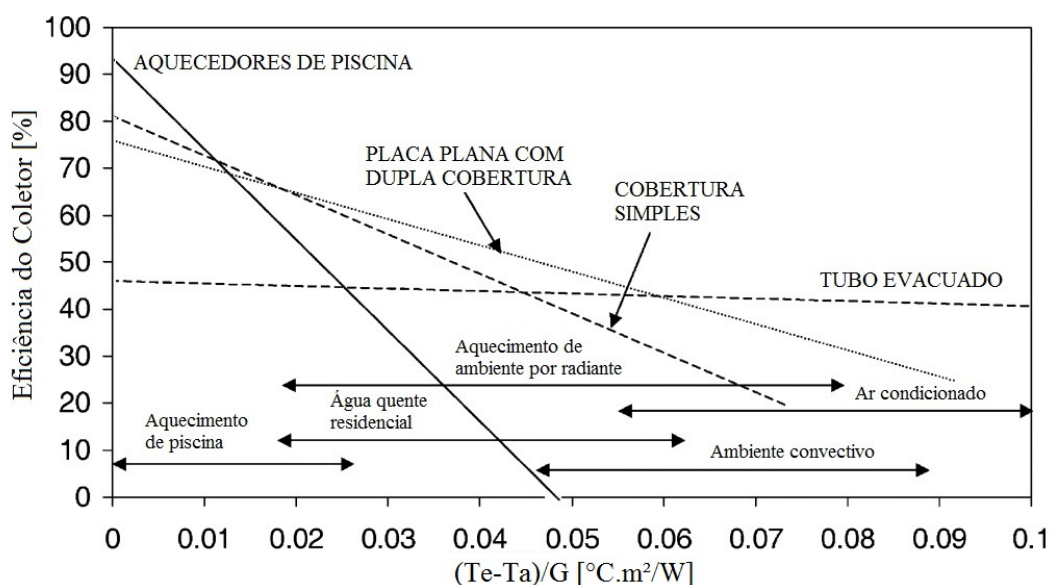 Eficiência do Coletor [%]
100
90
80
70
60
50
40
30
20
10
0
AQUECEDORES DE PISCINA
PLACA PLANA COM
DUPLA COBERTURA
COBERTURA
SIMPLES
TUBO EVACUADO
Aquecimento de
ambiente por radiante
Ar condicionado
Água quente
residencial
Aquecimento
de piscina
Ambiente convectivo
0 0.01 0.02 0.03 0.04 0.05 0.06 0.07 0.08 0.09 0.1
(Te-Ta)/G [°C.m²/W]